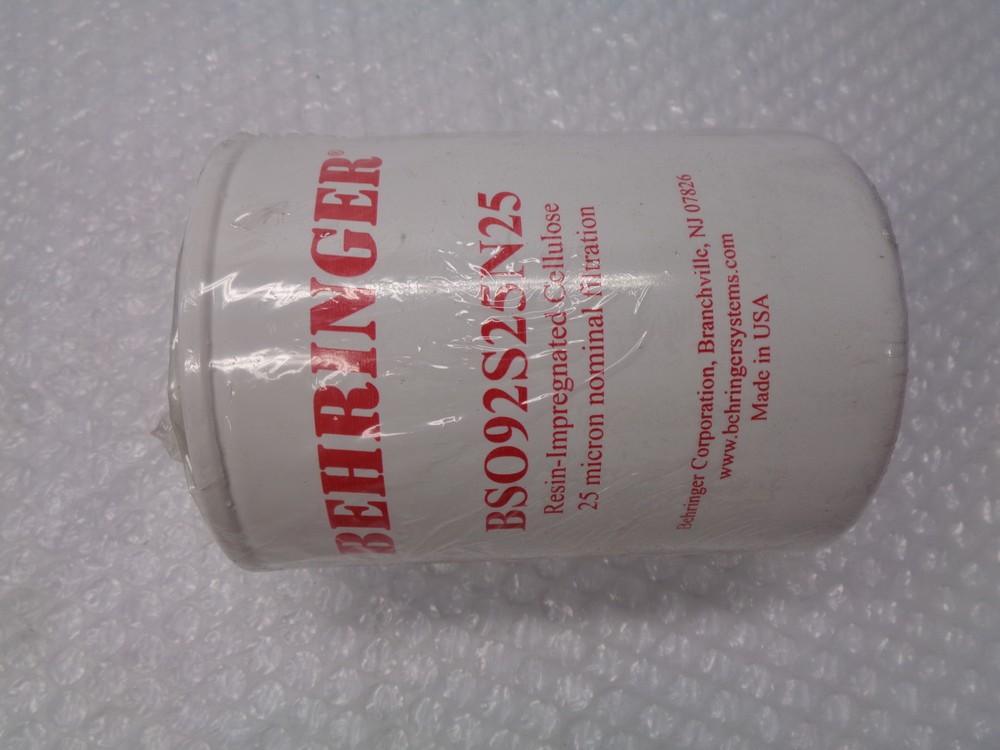 BEHRINGER®
BSO92S25N25
Resin-Impregnated Cellulose
25 micron nominal filtration
Behringer Corporation, Branchville, NJ 07826
www.behringersystems.com
Made in USA